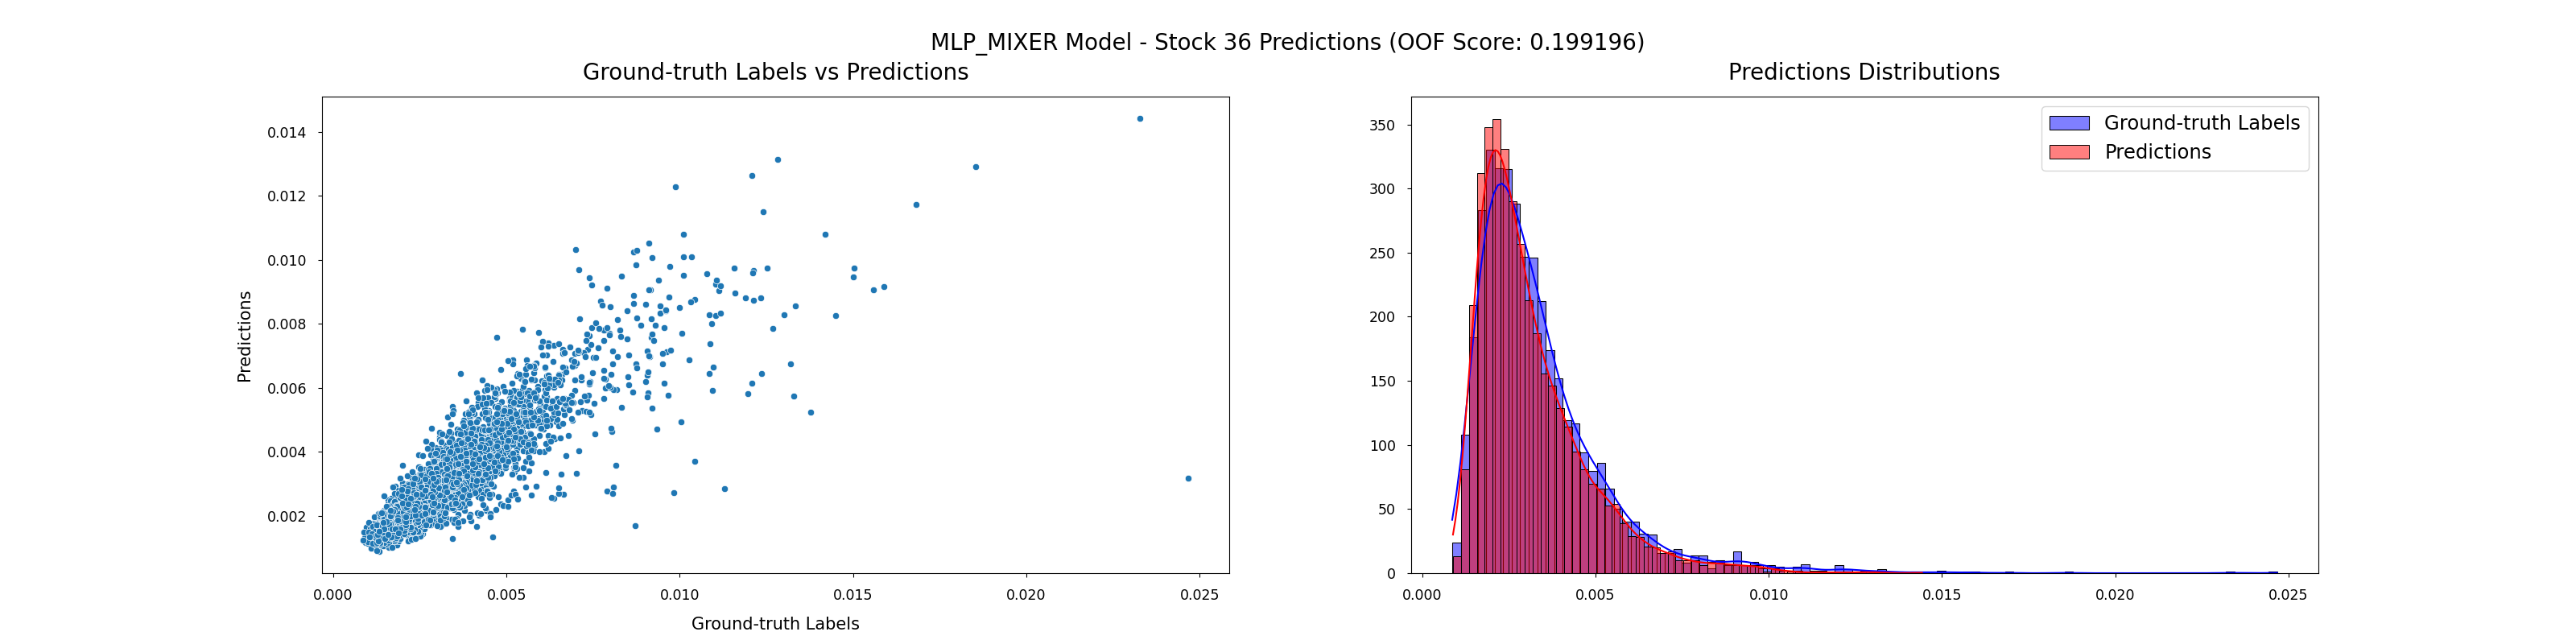 MLP_MIXER Model - Stock 36 Predictions (OOF Score: 0.199196)
Ground-truth Labels vs Predictions
Predictions
0.014
0.012
0.010
0.008
0.006
0.004
0.002
0.000 0.005 0.010 0.015 0.020 0.025
Ground-truth Labels
Predictions Distributions
Ground-truth Labels
Predictions
350
300
250
200
150
100
50
0
0.000 0.005 0.010 0.015 0.020 0.025